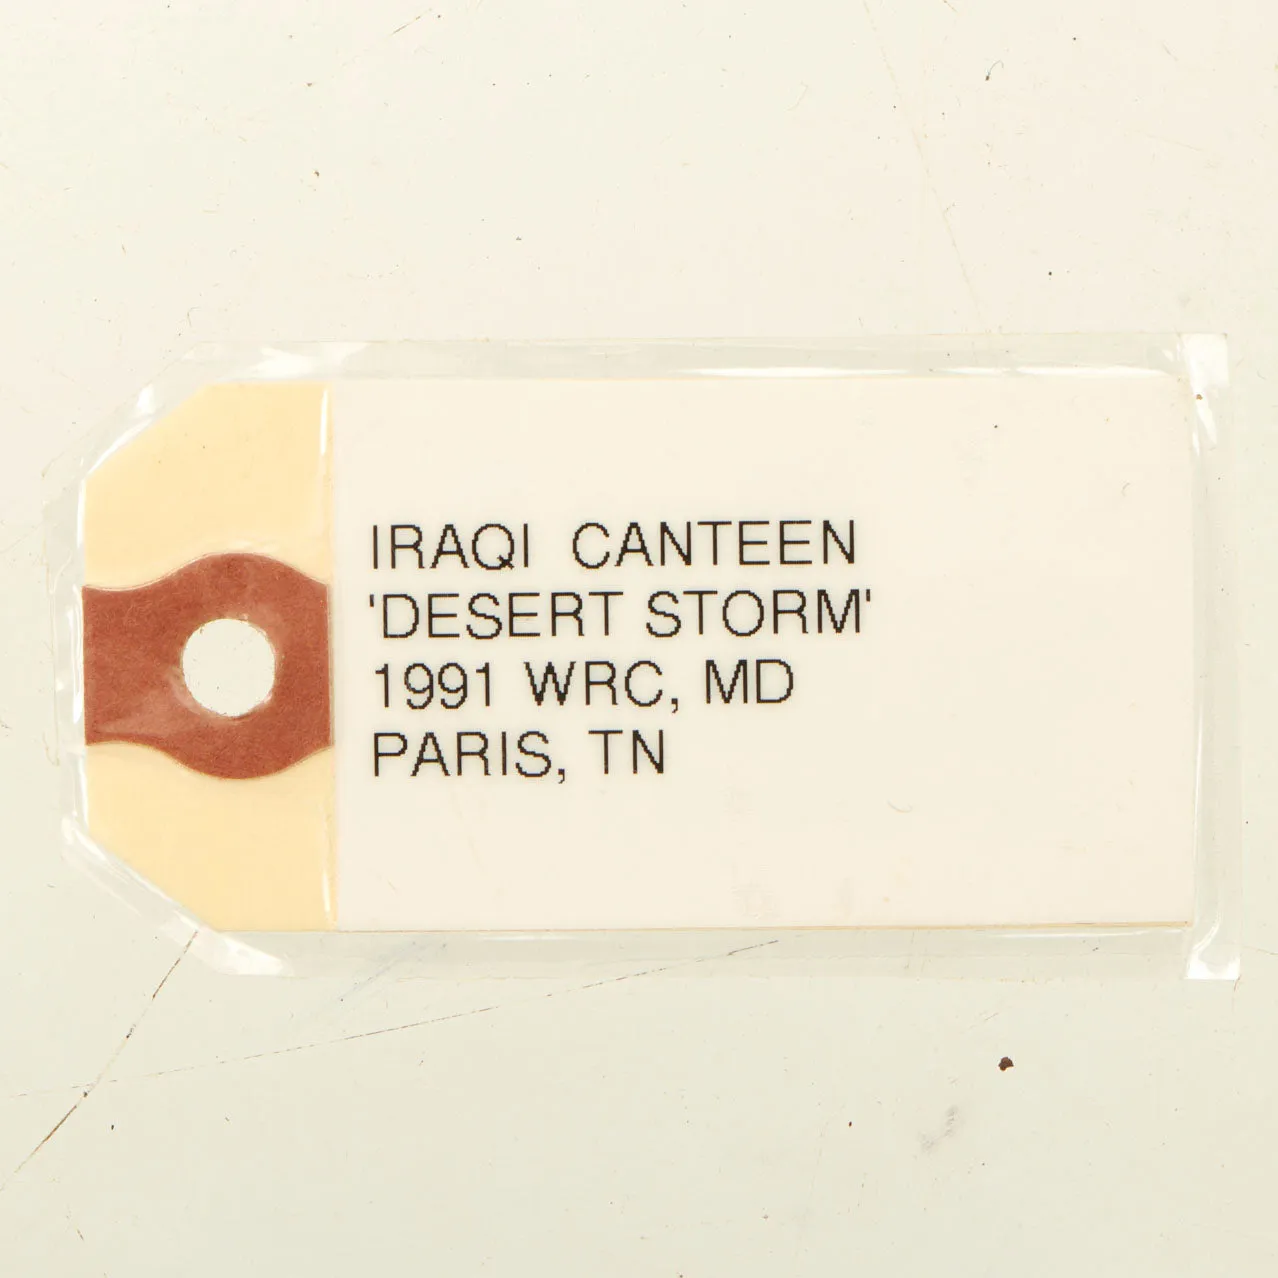 IRAQI CANTEEN
'DESERT STORM'
1991 WRC, MD
PARIS, TN